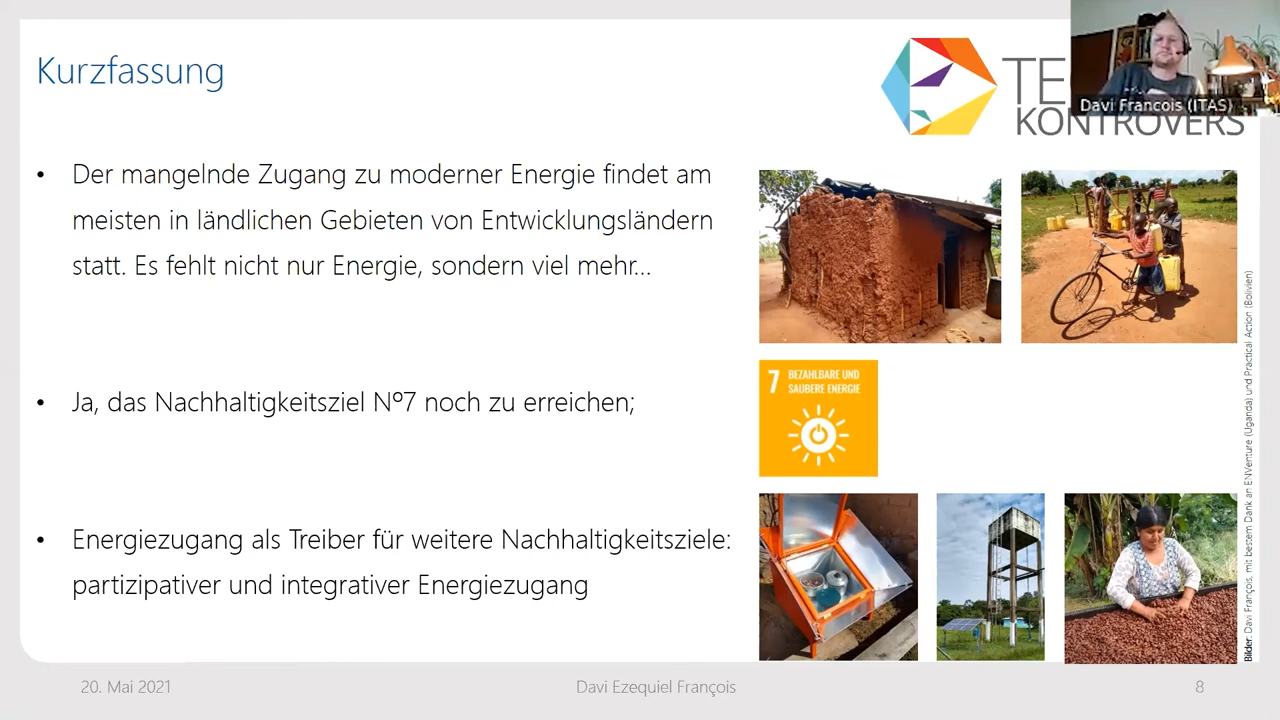 Kurzfassung
TE
KONTROVERS
Davi Francois (ITAS)
• Der mangelnde Zugang zu moderner Energie findet am
meisten in ländlichen Gebieten von Entwicklungsländern
statt. Es fehlt nicht nur Energie, sondern viel mehr...
• Ja, das Nachhaltigkeitsziel Nº7 noch zu erreichen;
• Energiezugang als Treiber für weitere Nachhaltigkeitsziele:
partizipativer und integrativer Energiezugang
7 BEZAHLBARE UND
SAUBERE ENERGIE
Bilder: Davi François, mit bestem Dank an ENVenture (Uganda) und Practical Action (Bolivien)
20. Mai 2021
Davi Ezequiel François
8